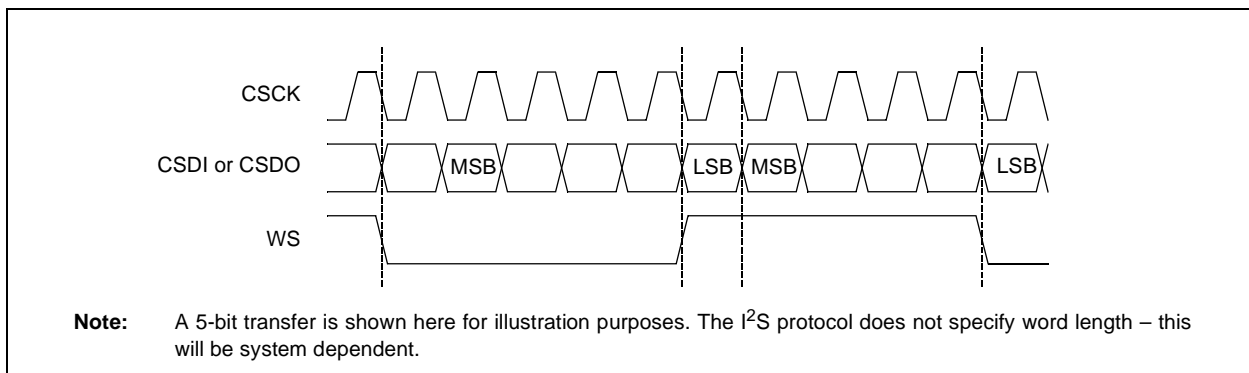 CSCK
CSDI or CSDO
MSB
LSB
MSB
LSB
WS
Note: A 5-bit transfer is shown here for illustration purposes. The I²S protocol does not specify word length – this
will be system dependent.